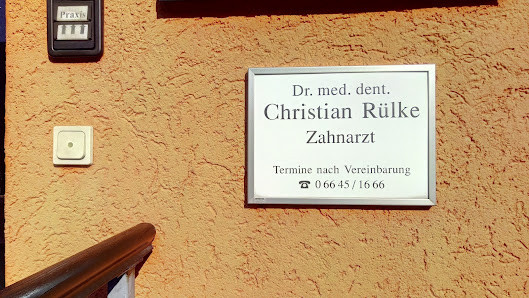 Praxis
Dr. med. dent.
Christian Rülke
Zahnarzt
Termine nach Vereinbarung
☎ 0 66 45 / 16 66